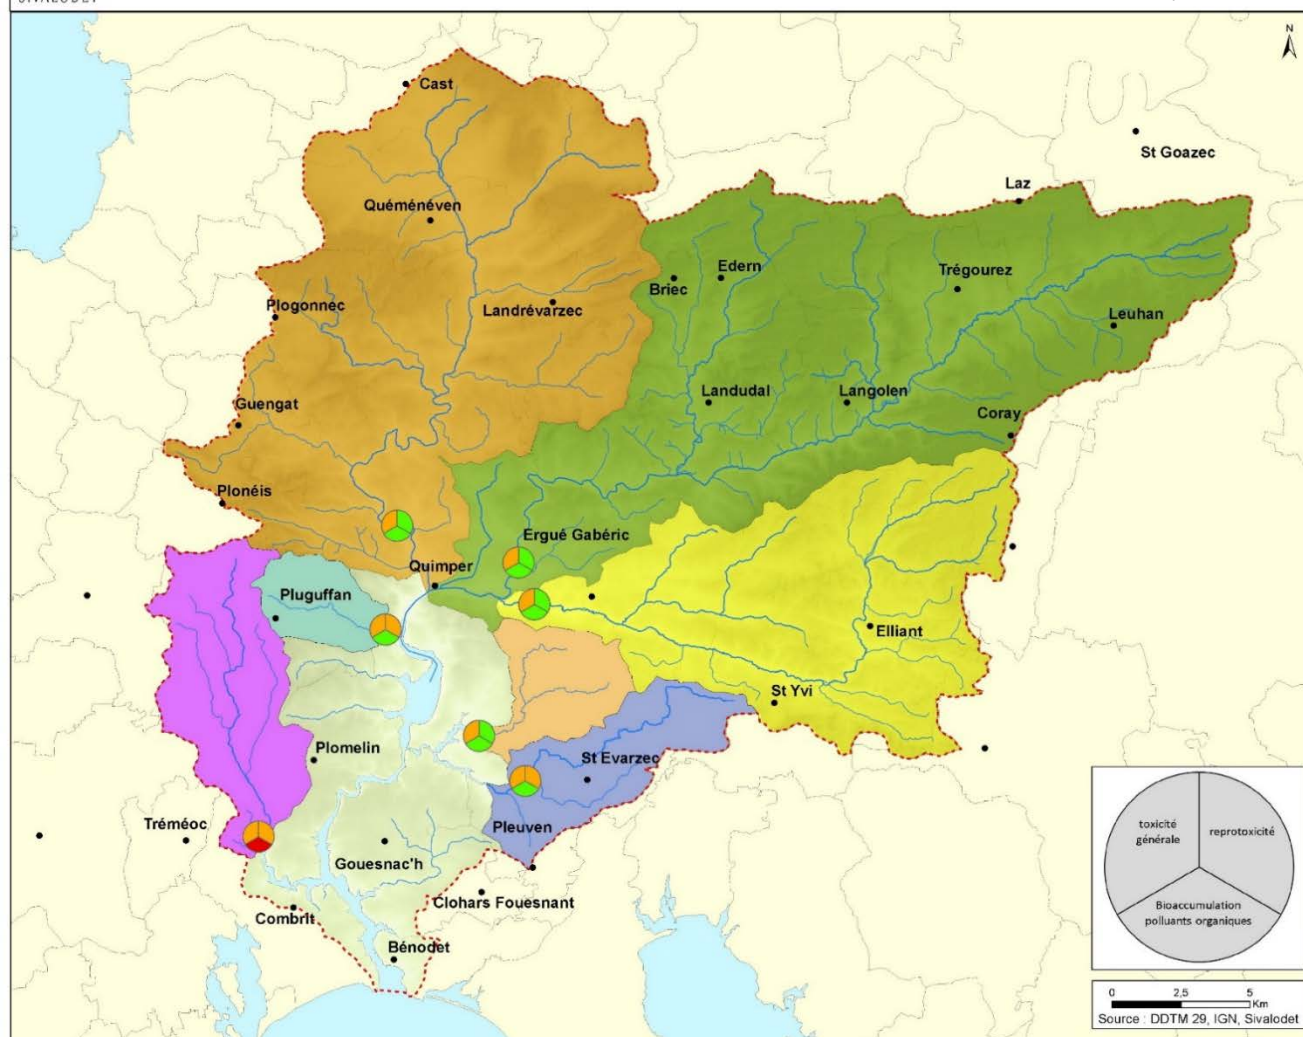 N
Cast
St Goazec
Laz
Quéménéven
Edern
Trégourez
Briec
Plogonnec
Landrévarzec
Leuhan
Landudal
Langolen
Guengat
Coray
Plonéis
Ergué Gabéric
Quimper
Pluguffan
Elliant
St Yvi
Plomelin
St Evarzec
Tréméoc
Pleuven
Gouesnac'h
Clohars Fouesnant
Combrit
Bénodet
toxicité
générale
reprotoxicité
Bioaccumulation
polluants organiques
0 2,5 5
Km
Source : DDTM 29, IGN, Sivalodet